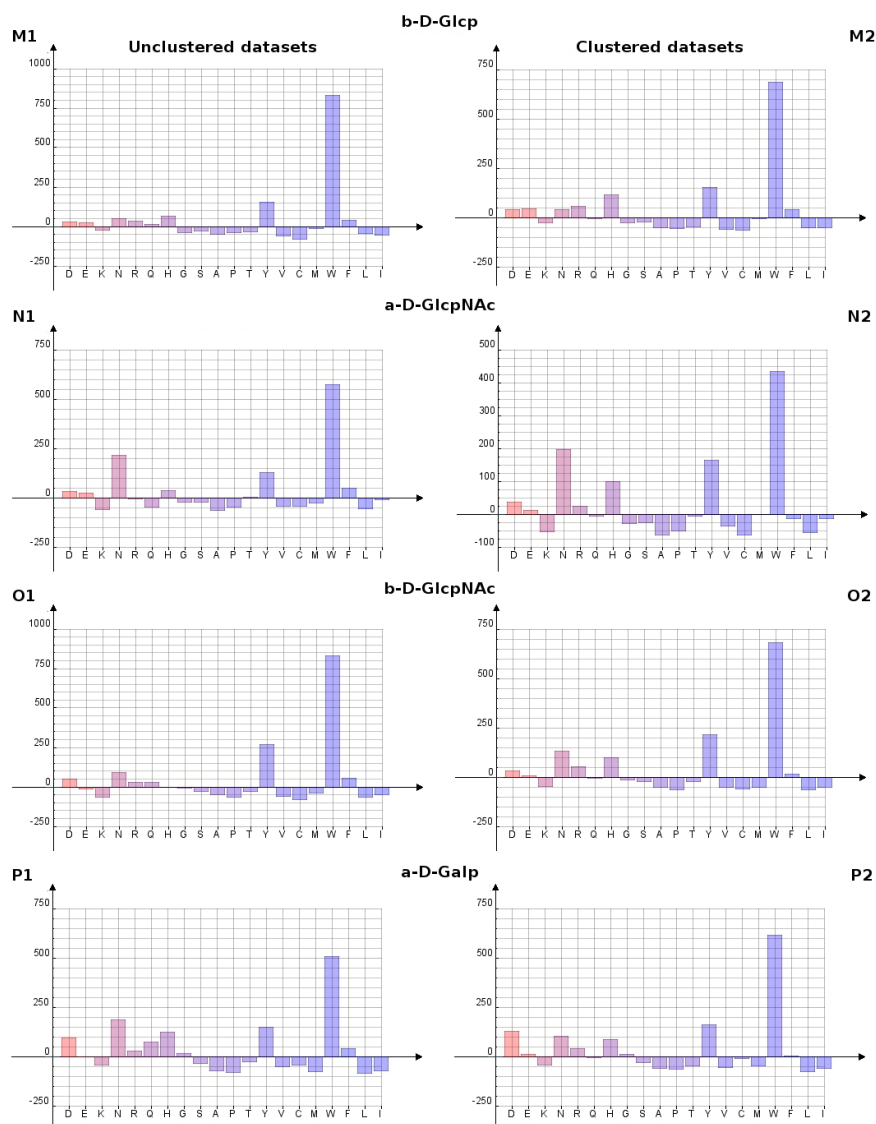 b-D-Glcp
M1 Unclustered datasets Clustered datasets M2
1000
750
500
250
0
-250
D E K N R Q H G S A P T Y V C M W F L I
750
500
250
0
-250
D E K N R Q H G S A P T Y V C M W F L I
a-D-GlcpNAc
N1 N2
750
500
250
0
-250
D E K N R Q H G S A P T Y V C M W F L I
500
400
300
200
100
0
-100
D E K N R Q H G S A P T Y V C M W F L I
b-D-GlcpNAc
O1 O2
1000
750
500
250
0
-250
D E K N R Q H G S A P T Y V C M W F L I
750
500
250
0
-250
D E K N R Q H G S A P T Y V C M W F L I
a-D-Galp
P1 P2
750
500
250
0
-250
D E K N R Q H G S A P T Y V C M W F L I
750
500
250
0
-250
D E K N R Q H G S A P T Y V C M W F L I